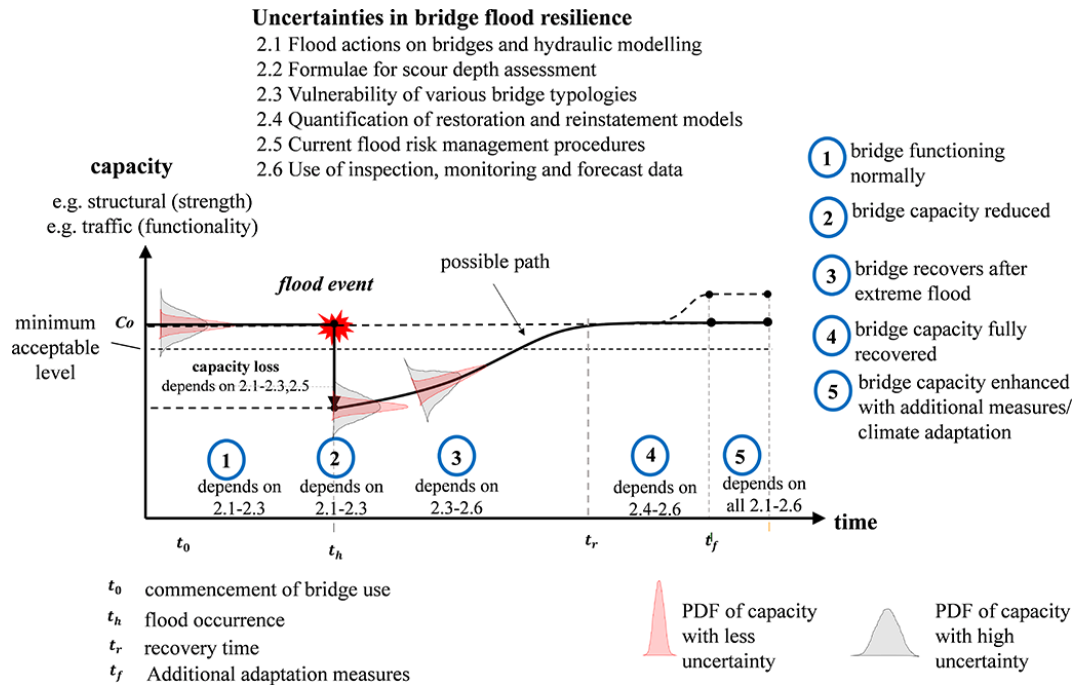 Uncertainties in bridge flood resilience
2.1 Flood actions on bridges and hydraulic modelling
2.2 Formulae for scour depth assessment
2.3 Vulnerability of various bridge typologies
2.4 Quantification of restoration and reinstatement models
2.5 Current flood risk management procedures
2.6 Use of inspection, monitoring and forecast data
capacity
e.g. structural (strength)
e.g. traffic (functionality)
1 bridge functioning
normally
2 bridge capacity reduced
3 bridge recovers after
extreme flood
4 bridge capacity fully
recovered
5 bridge capacity enhanced
with additional measures/
climate adaptation
possible path
flood event
Co
minimum
acceptable
level
capacity loss
depends on 2.1-2.3,2.5
1
depends on
2.1-2.3
2
depends on
2.1-2.3
3
depends on
2.3-2.6
4
depends on
2.4-2.6
5
depends on
all 2.1-2.6
time
t0
th
tr
tf
t0 commencement of bridge use
th flood occurrence
tr recovery time
tf Additional adaptation measures
PDF of capacity
with less
uncertainty
PDF of capacity
with high
uncertainty